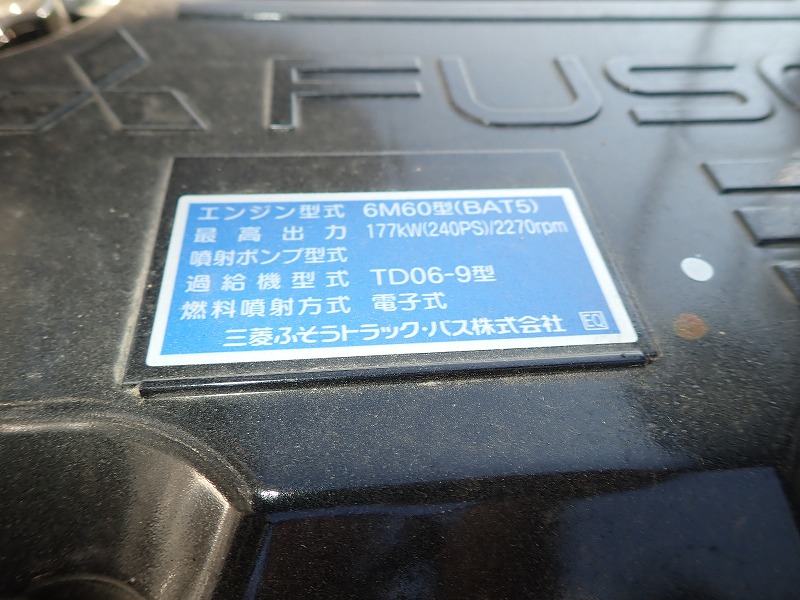 FUSO
エンジン型式 6M60型(BAT5)
最高出力 177kW(240PS)/2270rpm
噴射ポンプ型式
過給機型式 TD06-9型
燃料噴射方式 電子式
三菱ふそうトラック・バス株式会社 EQ